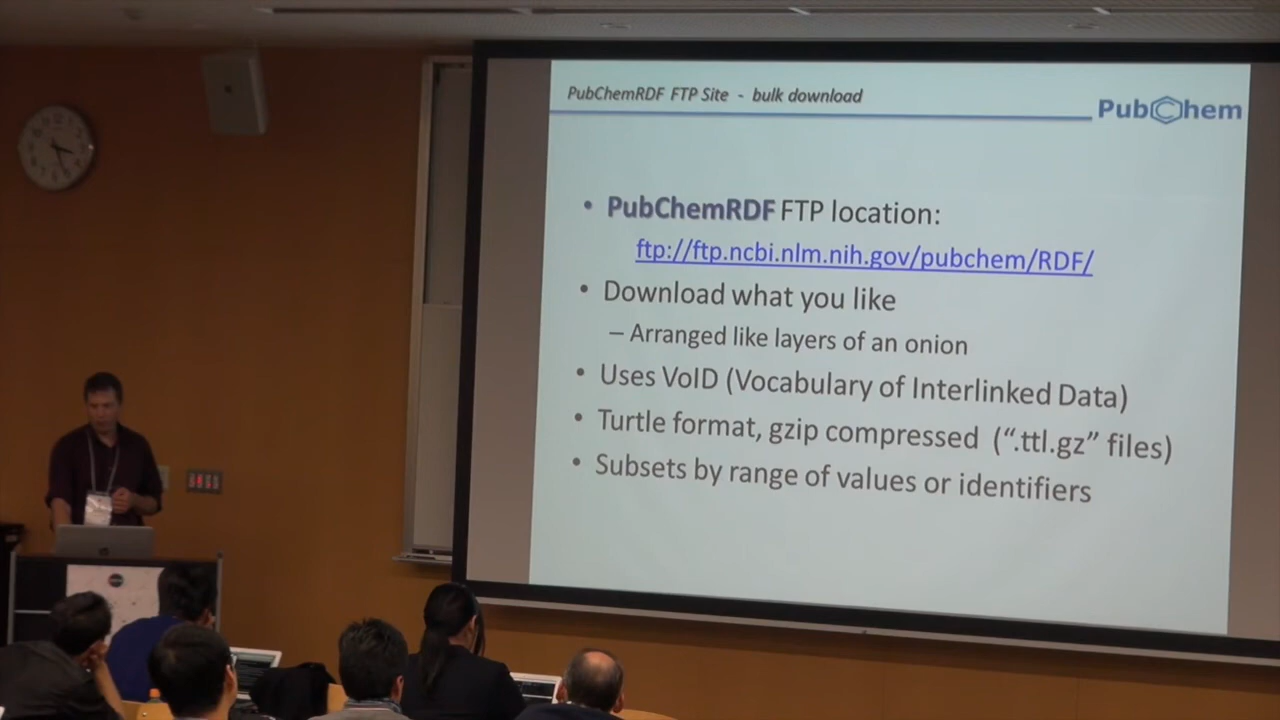 PubChemRDF FTP Site - bulk download
PubChem
• PubChemRDF FTP location:
ftp://ftp.ncbi.nlm.nih.gov/pubchem/RDF/
• Download what you like
– Arranged like layers of an onion
• Uses VoID (Vocabulary of Interlinked Data)
• Turtle format, gzip compressed (“.ttl.gz” files)
• Subsets by range of values or identifiers